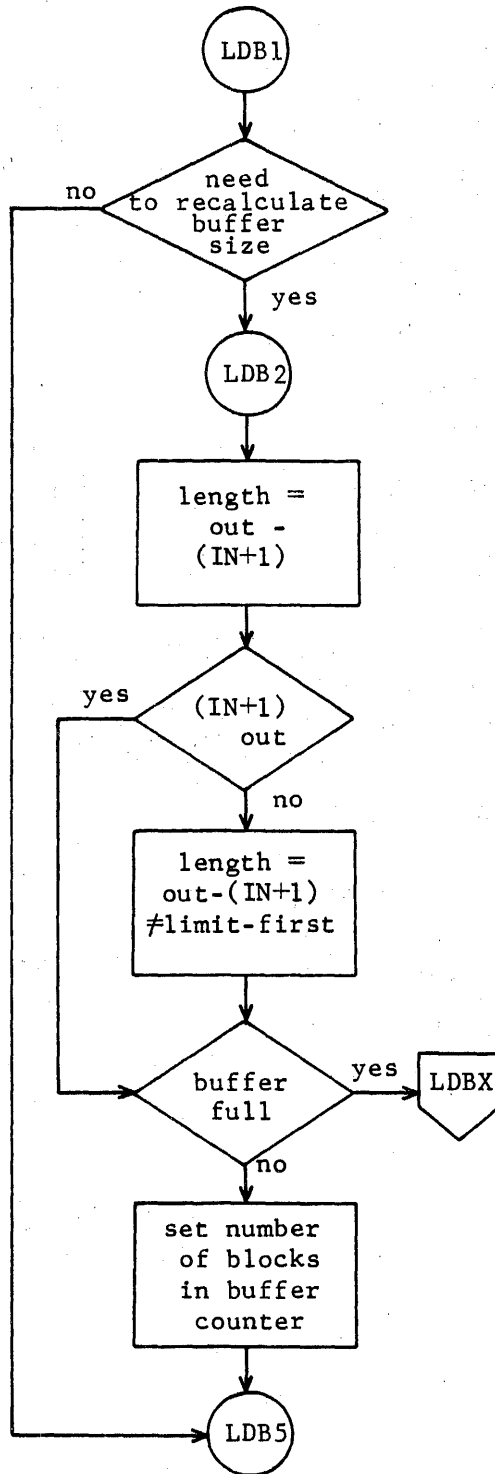 LDB1
no
need
to recalculate
buffer
size
yes
LDB2
length =
out -
(IN+1)
yes
(IN+1)
out
no
length =
out-(IN+1)
≠limit-first
buffer
full
yes
LDBX
no
set number
of blocks
in buffer
counter
LDB5